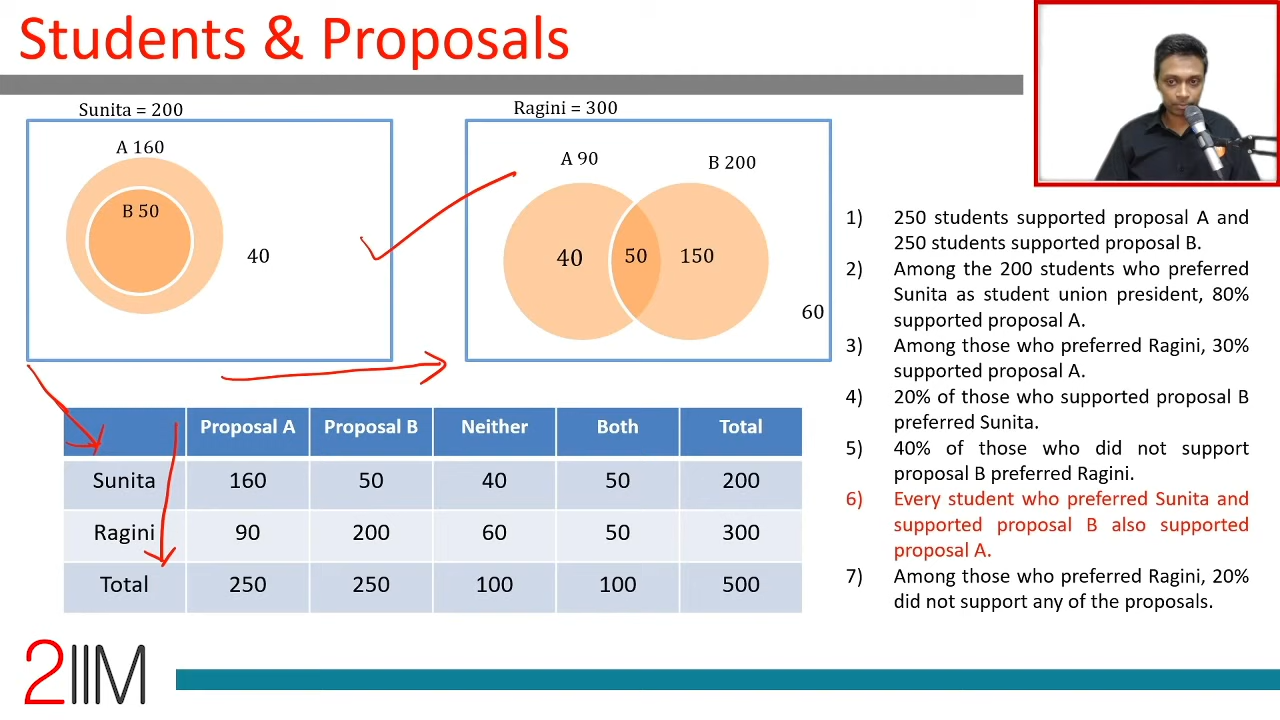 Students & Proposals
Sunita = 200
A 160
B 50
40
Ragini = 300
A 90
B 200
40
50
150
60
1) 250 students supported proposal A and
250 students supported proposal B.
2) Among the 200 students who preferred
Sunita as student union president, 80%
supported proposal A.
3) Among those who preferred Ragini, 30%
supported proposal A.
4) 20% of those who supported proposal B
preferred Sunita.
5) 40% of those who did not support
proposal B preferred Ragini.
6) Every student who preferred Sunita and
supported proposal B also supported
proposal A.
7) Among those who preferred Ragini, 20%
did not support any of the proposals.
Proposal A Proposal B Neither Both Total
Sunita 160 50 40 50 200
Ragini 90 200 60 50 300
Total 250 250 100 100 500
2IIM